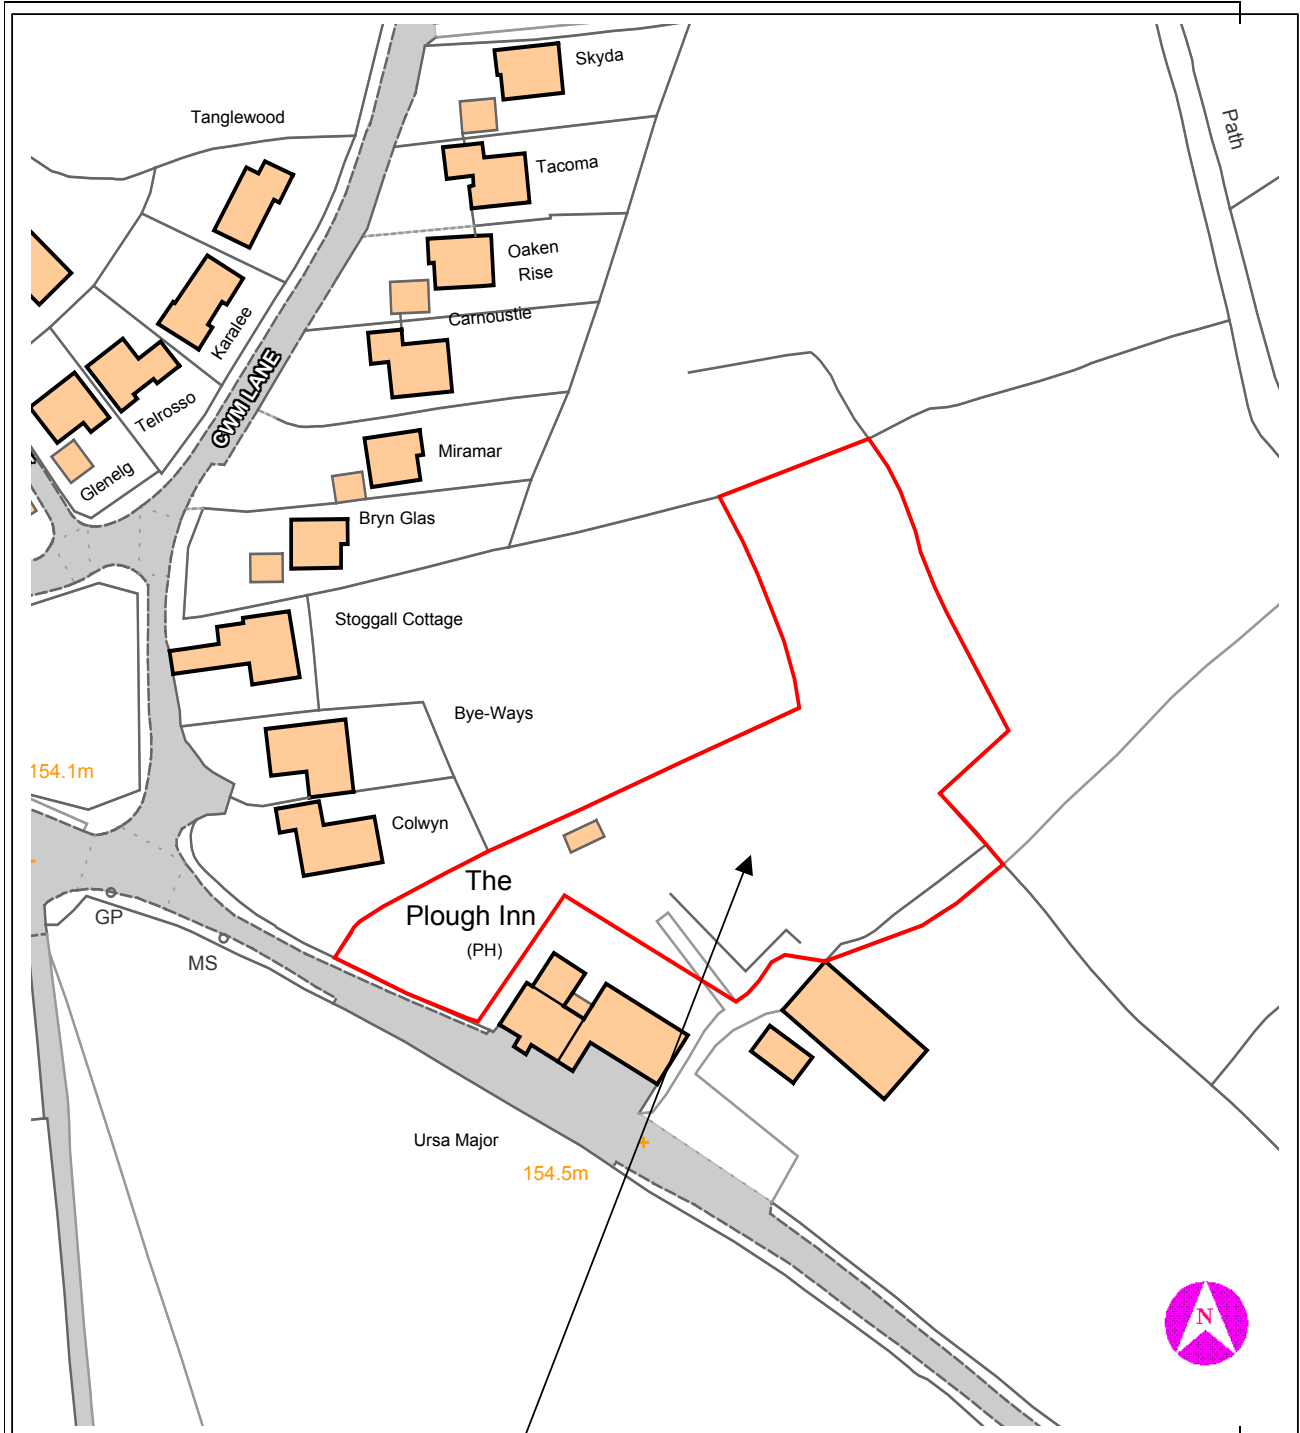 Skyda
Tanglewood
Path
Tacoma
Oaken
Rise
Carnoustie
Karalee
CWM LANE
Telrosso
Miramar
Glenelg
Bryn Glas
Stoggall Cottage
Bye-Ways
154.1m
Colwyn
The
Plough Inn
(PH)
GP
MS
Ursa Major
154.5m
N